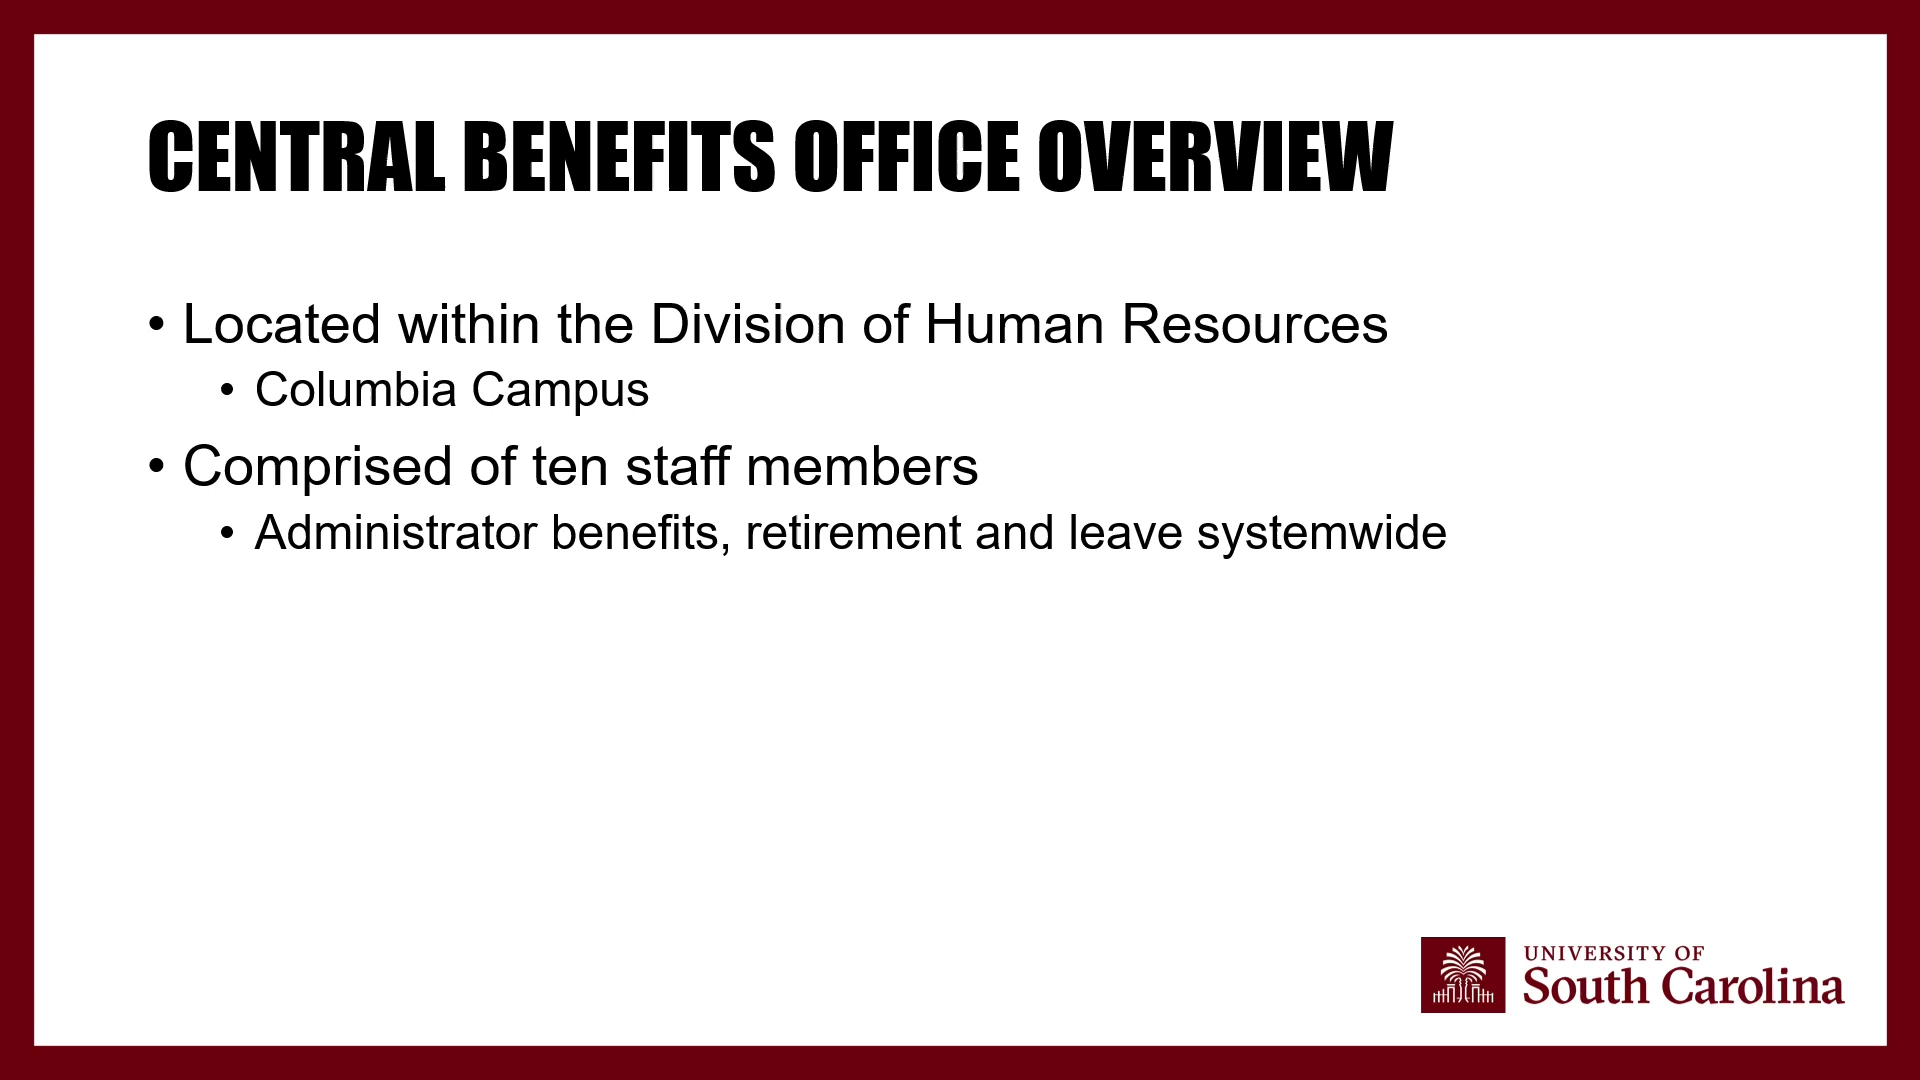 CENTRAL BENEFITS OFFICE OVERVIEW
• Located within the Division of Human Resources
• Columbia Campus
• Comprised of ten staff members
• Administrator benefits, retirement and leave systemwide
UNIVERSITY OF
South Carolina